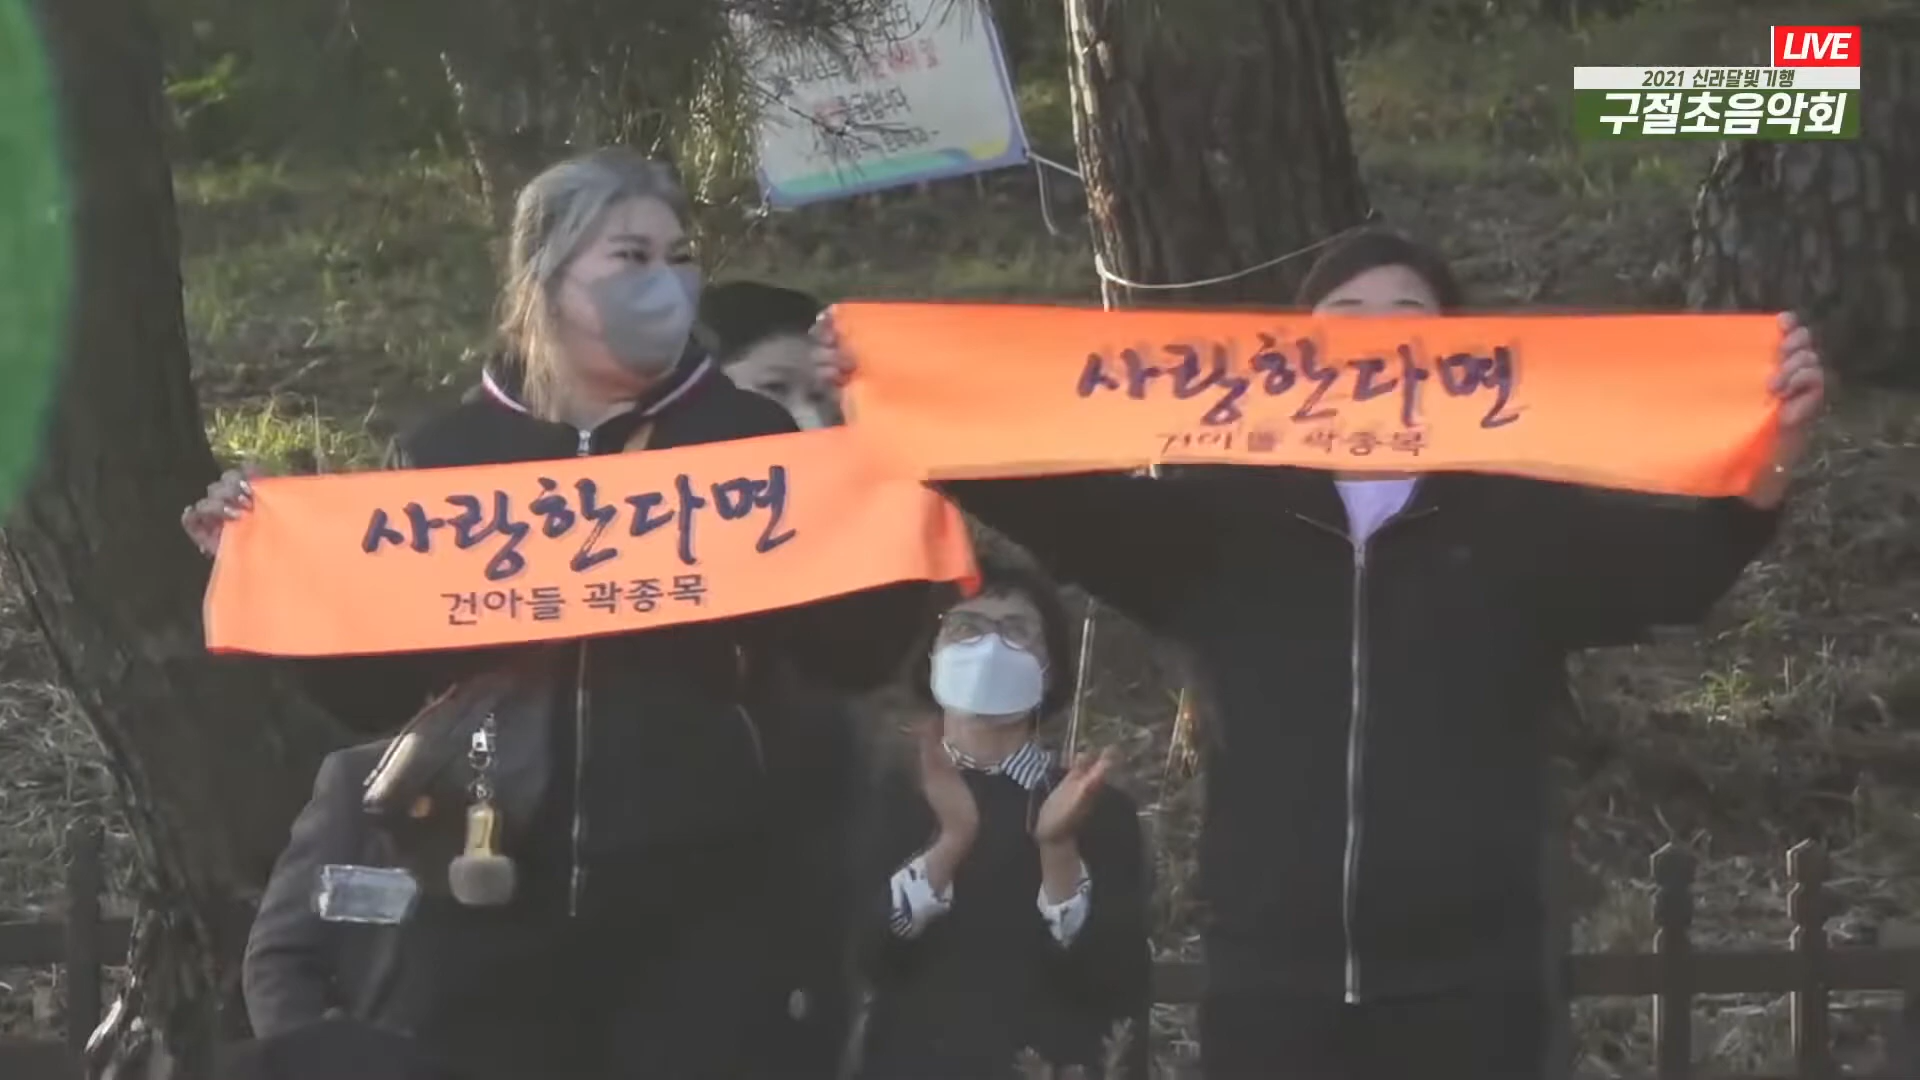 LIVE
2021 신라달빛기행
구절초음악회
사랑한다면
건아들 곽종목
사랑한다면
건아들 곽종목